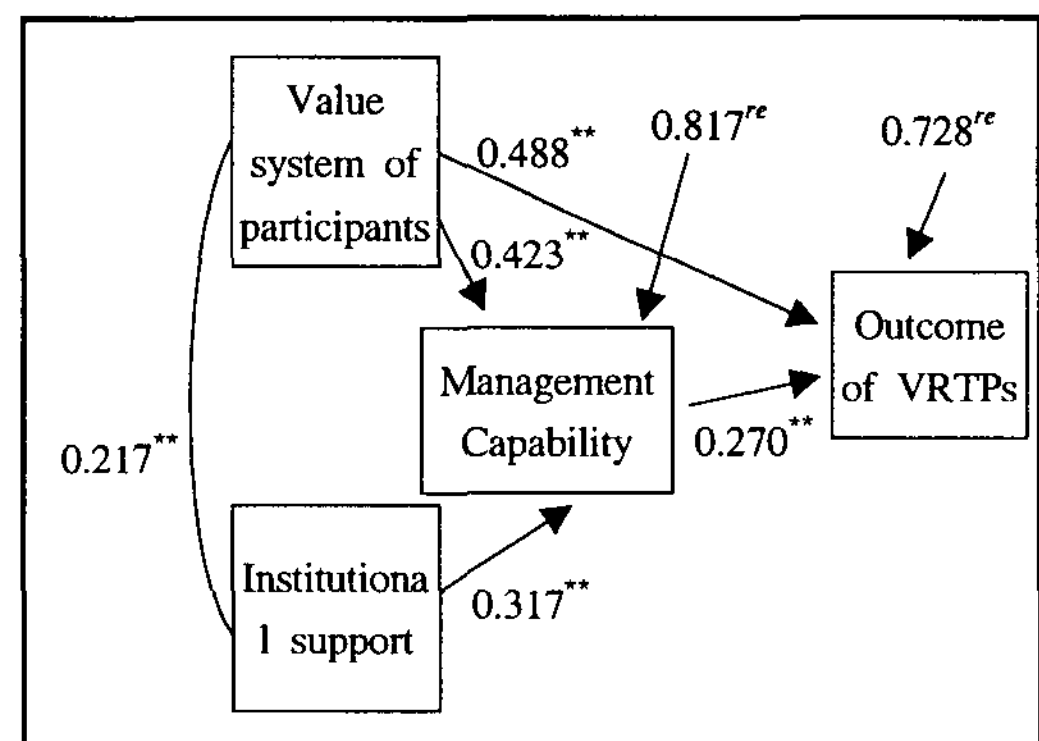 Value
system of
participants
0.488**
0.423**
0.817re
0.728re
Outcome
of VRTPs
Management
Capability
0.270**
0.217**
Institutiona
l support
0.317**